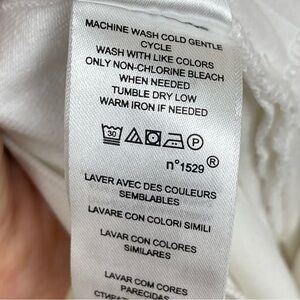 MACHINE WASH COLD GENTLE
CYCLE
WASH WITH LIKE COLORS
ONLY NON-CHLORINE BLEACH
WHEN NEEDED
TUMBLE DRY LOW
WARM IRON IF NEEDED
30 P
n°1529 ®
LAVER AVEC DES COULEURS
SEMBLABLES
LAVARE CON COLORI SIMILI
LAVAR CON COLORES
SIMILARES
LAVAR COM CORES
PARECIDAS